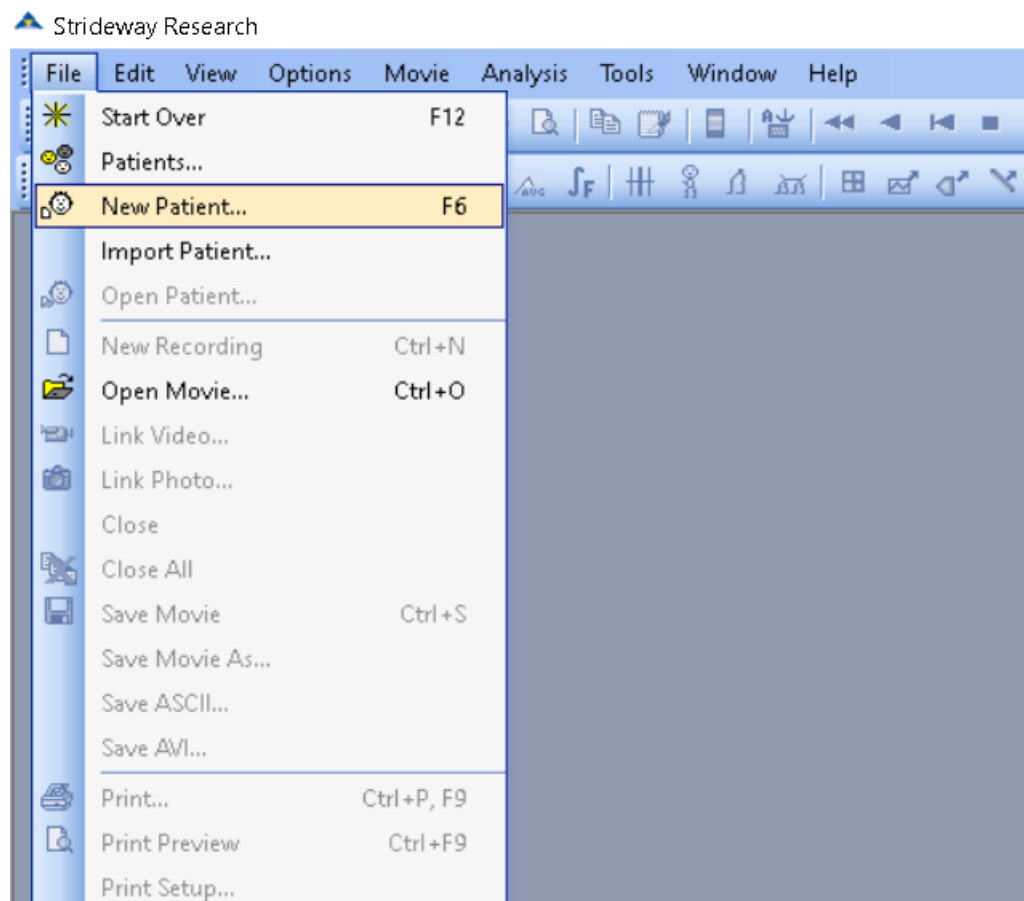 Strideway Research
File Edit View Options Movie Analysis Tools Window Help
Start Over F12
Patients...
New Patient... F6
Import Patient...
Open Patient...
New Recording Ctrl+N
Open Movie... Ctrl+O
Link Video...
Link Photo...
Close
Close All
Save Movie Ctrl+S
Save Movie As...
Save ASCII...
Save AVI...
Print... Ctrl+P, F9
Print Preview Ctrl+F9
Print Setup...